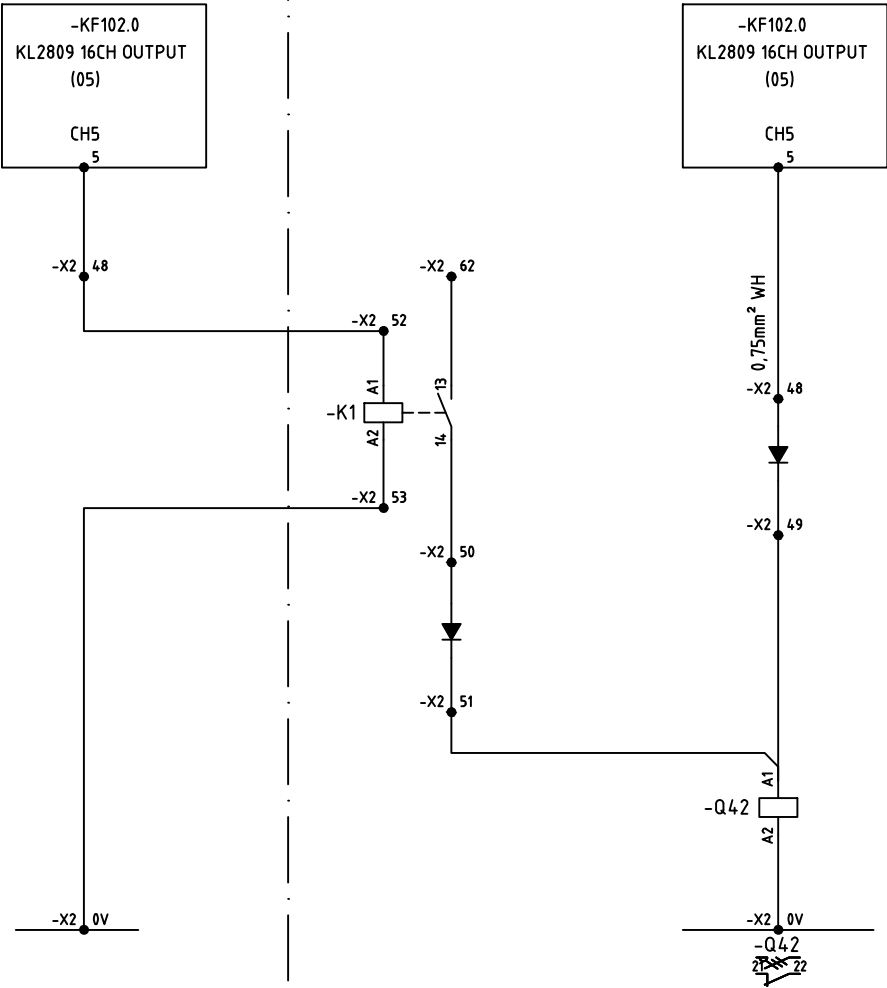 -KF102.0
KL2809 16CH OUTPUT
(05)
CH5
5
-KF102.0
KL2809 16CH OUTPUT
(05)
CH5
5
-X2 48
-X2 62
0,75mm² WH
-X2 52
A1
13
-K1
A2
14
-X2 48
-X2 53
-X2 50
-X2 49
-X2 51
A1
-Q42
A2
-X2 0V
-X2 0V
-Q42
21 22